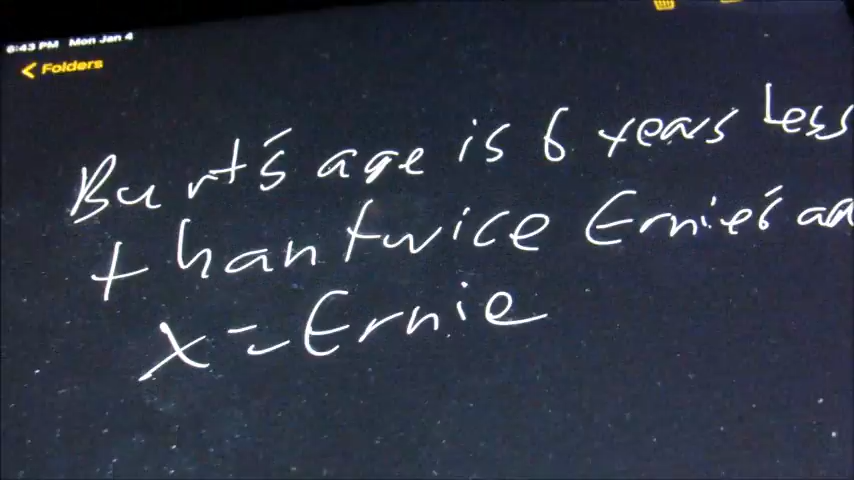 6:43 PM Mon Jan 4
Folders
Burt's age is 6 years Less
than twice Ernie's
x = Ernie